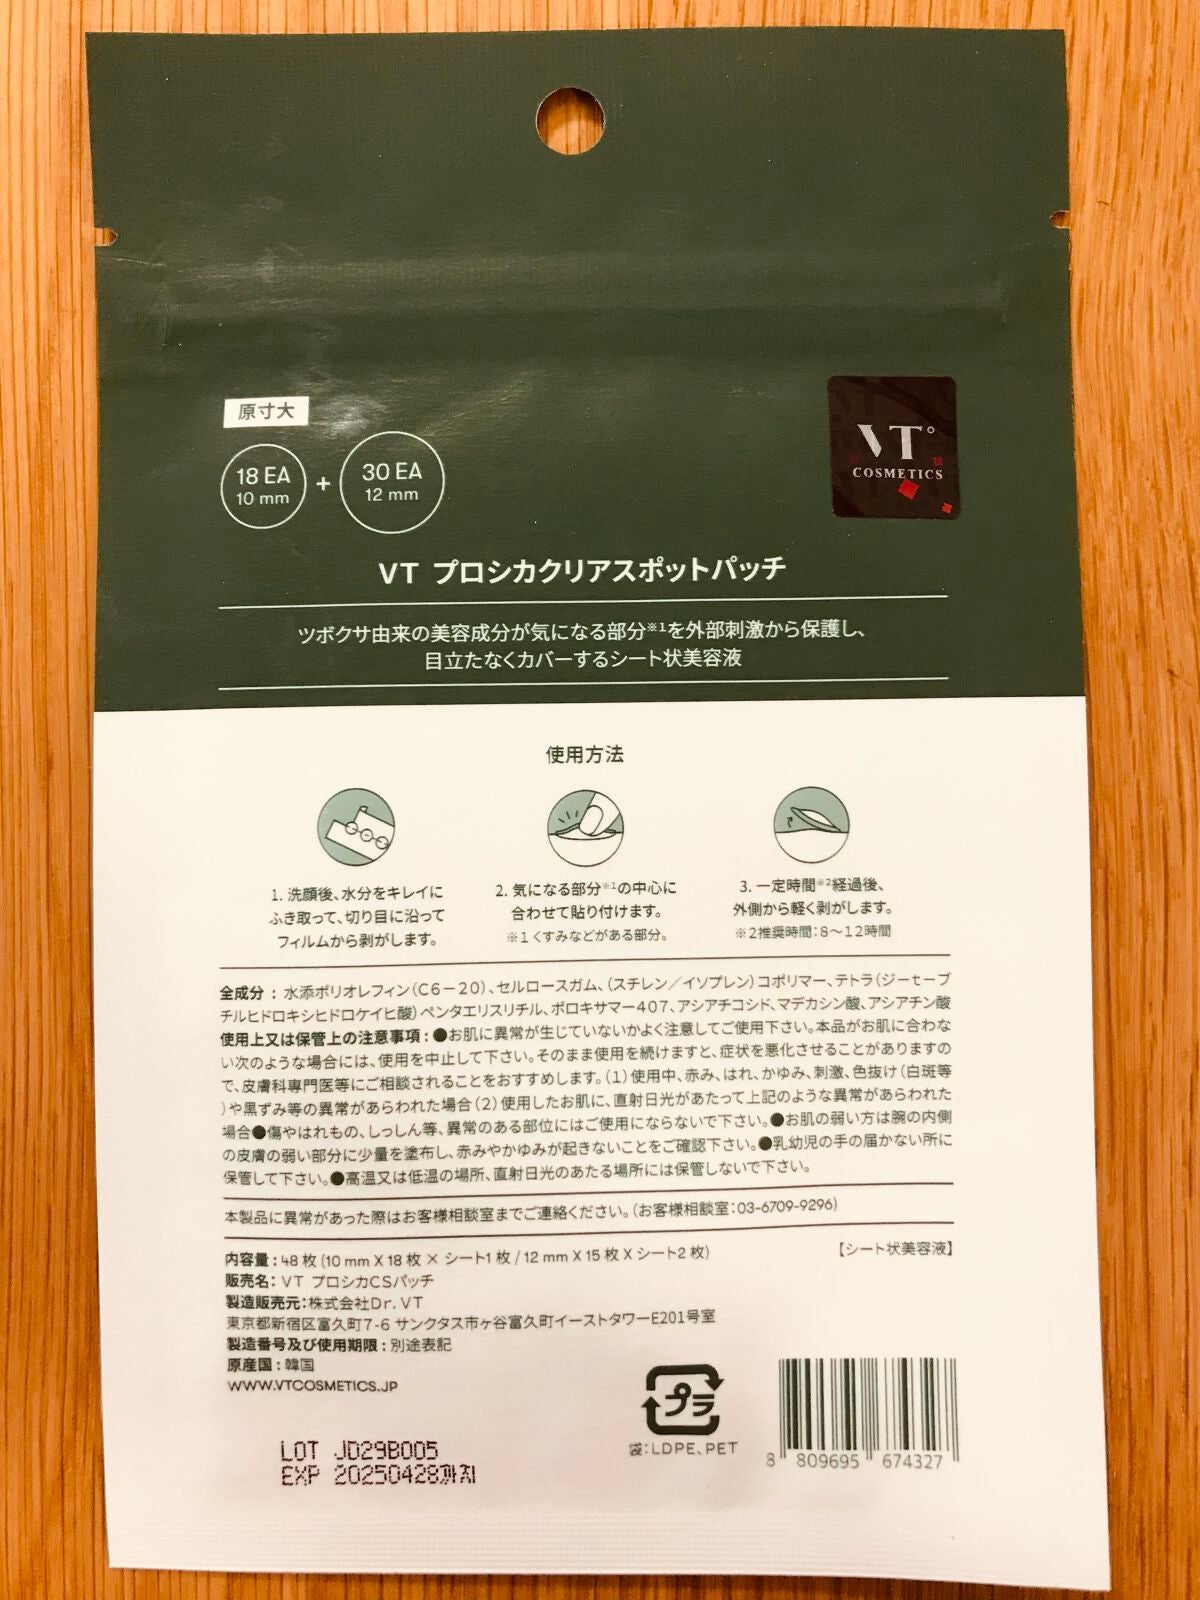 原寸大
18 EA
10 mm
+
30 EA
12 mm
VT
COSMETICS
VT プロシカクリアスポットパッチ
ツボクサ由来の美容成分が気になる部分※1を外部刺激から保護し、
目立たなくカバーするシート状美容液
使用方法
1. 洗顔後、水分をキレイに
ふき取って、切り目に沿って
フィルムから剥がします。
2. 気になる部分※1の中心に
合わせて貼り付けます。
※1くすみなどがある部分。
3. 一定時間※2経過後、
外側から軽く剥がします。
※2推奨時間：8〜12時間
全成分 : 水添ポリオレフィン（C6－20）、セルロースガム、（スチレン／イソプレン）コポリマー、テトラ（ジーtーブ
チルヒドロキシヒドロケイヒ酸）ペンタエリスリチル、ポロキサマー407、アシアチコシド、マデカシン酸、アシアチン酸
使用上又は保管上の注意事項 : ●お肌に異常が生じていないかよく注意してご使用下さい。本品がお肌に合わな
い次のような場合には、使用を中止して下さい。そのまま使用を続けますと、症状を悪化させることがありますの
で、皮膚科専門医等にご相談されることをおすすめします。（1）使用中、赤み、はれ、かゆみ、刺激、色抜け（白斑等
）や黒ずみ等の異常があらわれた場合（2）使用したお肌に、直射日光があたって上記のような異常があらわれた
場合●傷やはれもの、しっしん等、異常のある部位にはご使用にならないで下さい。●お肌の弱い方は腕の内側
の皮膚の弱い部分に少量を塗布し、赤みやかゆみが起きないことをご確認下さい。●乳幼児の手の届かない所に
保管して下さい。●高温又は低温の場所、直射日光のあたる場所には保管しないで下さい。
本製品に異常があった際はお客様相談室までご連絡ください。（お客様相談室：03-6709-9296）
内容量 : 48 枚 (10 mm X 18 枚 × シート1 枚 / 12 mm X 15 枚 X シート2 枚)
【シート状美容液】
販売名： VT プロシカCSパッチ
製造販売元：株式会社Dr. VT
東京都新宿区富久町7-6 サンクタス市ヶ谷富久町イーストタワーE201号室
製造番号及び使用期限 : 別途表記
原産国 : 韓国
WWW.VTCOSMETICS.JP
プラ
袋：LDPE、PET
8 809695 674327
LOT JD29B005
EXP 20250428까지